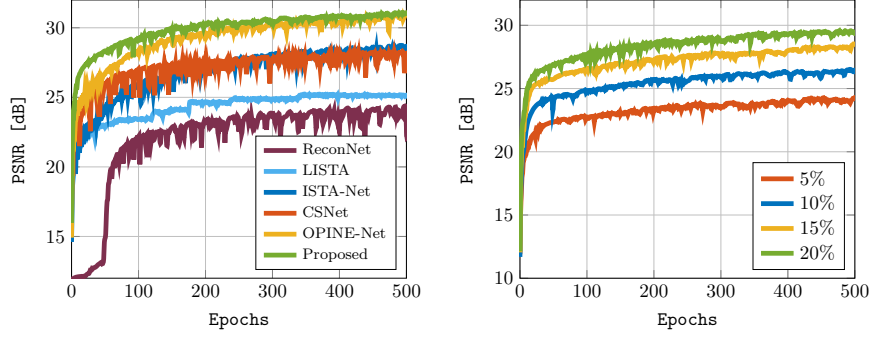 30
25
20
15
0
100
200
300
400
500
PSNR [dB]
Epochs
ReconNet
LISTA
ISTA-Net
CSNet
OPINE-Net
Proposed
30
25
20
15
10
0
100
200
300
400
500
PSNR [dB]
Epochs
5%
10%
15%
20%